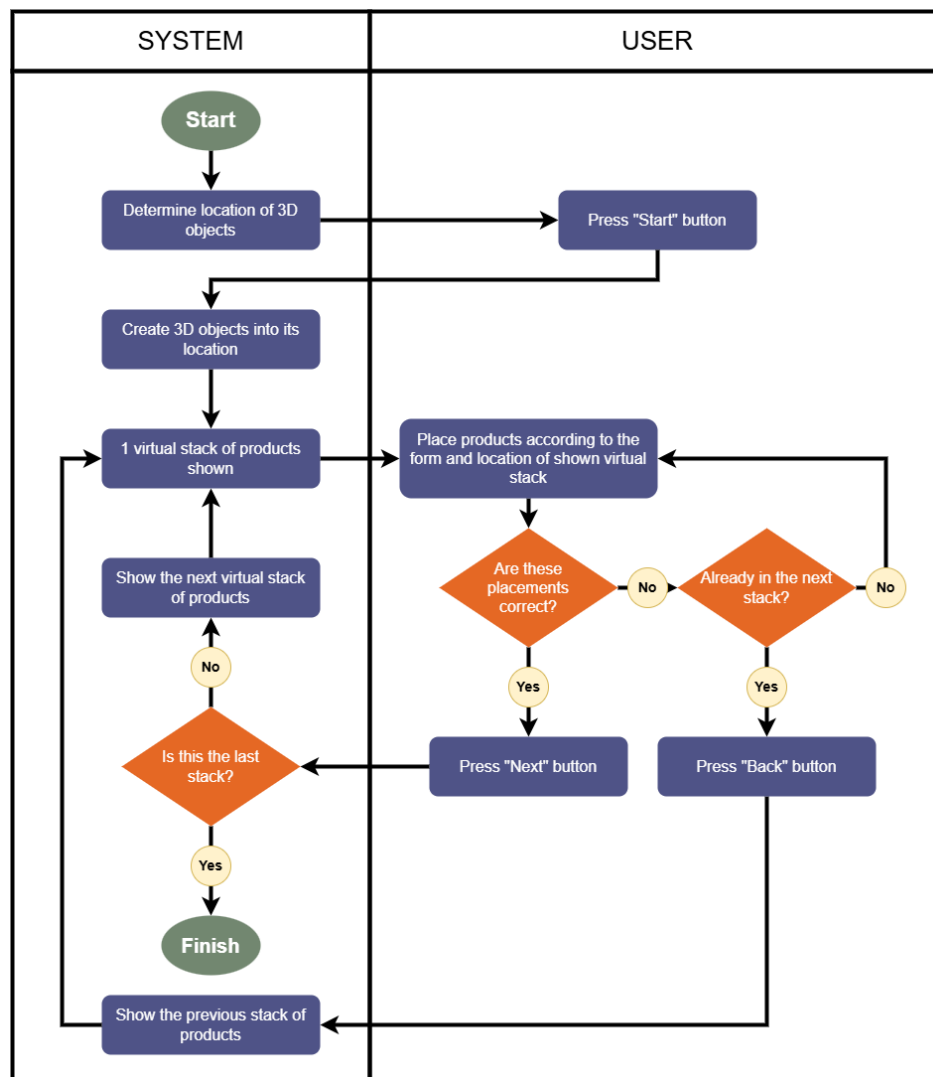 SYSTEM
USER
Start
Determine location of 3D
objects
Press "Start" button
Create 3D objects into its
location
1 virtual stack of products
shown
Place products according to the
form and location of shown virtual
stack
Show the next virtual stack
of products
Are these
placements
correct?
No
Already in the next
stack?
No
No
Yes
Yes
Is this the last
stack?
Press "Next" button
Press "Back" button
Yes
Finish
Show the previous stack of
products